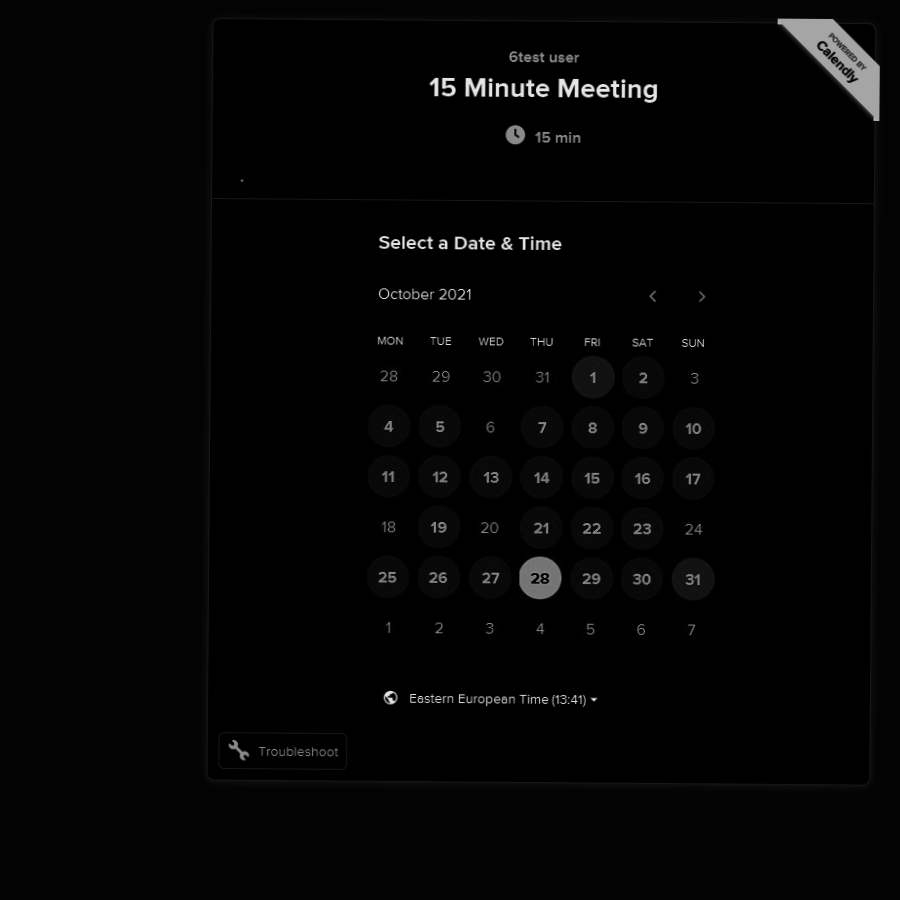 6test user
15 Minute Meeting
15 min
POWERED BY
Calendly
Select a Date & Time
October 2021
MON TUE WED THU FRI SAT SUN
28 29 30 31 1 2 3
4 5 6 7 8 9 10
11 12 13 14 15 16 17
18 19 20 21 22 23 24
25 26 27 28 29 30 31
1 2 3 4 5 6 7
Eastern European Time (13:41)
Troubleshoot